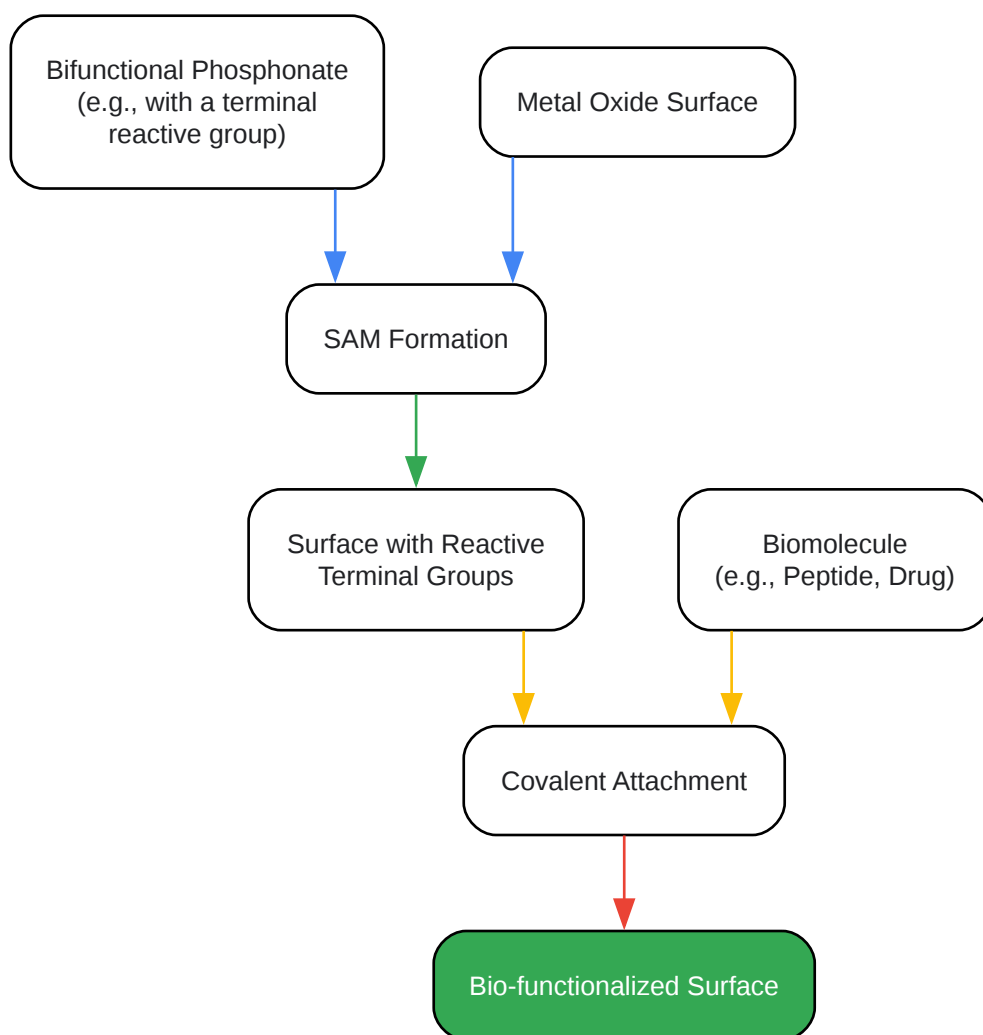 Bifunctional Phosphonate
(e.g., with a terminal
reactive group)
Metal Oxide Surface
SAM Formation
Surface with Reactive
Terminal Groups
Biomolecule
(e.g., Peptide, Drug)
Covalent Attachment
Bio-functionalized Surface